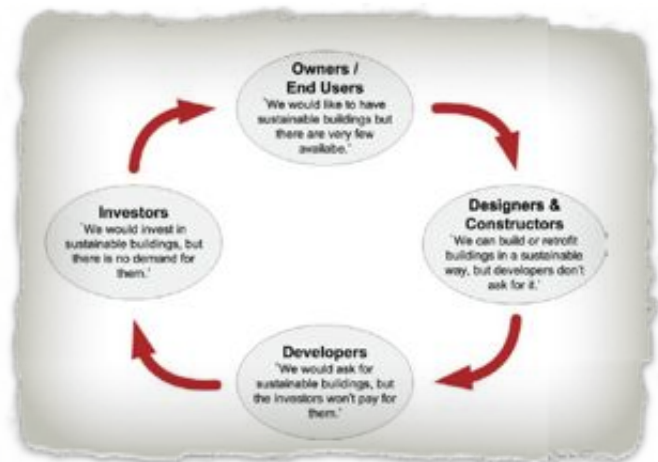 Owners /
End Users
'We would like to have
sustainable buildings but
there are very few
availabe.'
Designers &
Constructors
'We can build or retrofit
buildings in a sustainable
way, but developers don't
ask for it.'
Developers
'We would ask for
sustainable buildings, but
the investors won't pay for
them.'
Investors
'We would invest in
sustainable buildings, but
there is no demand for
them.'